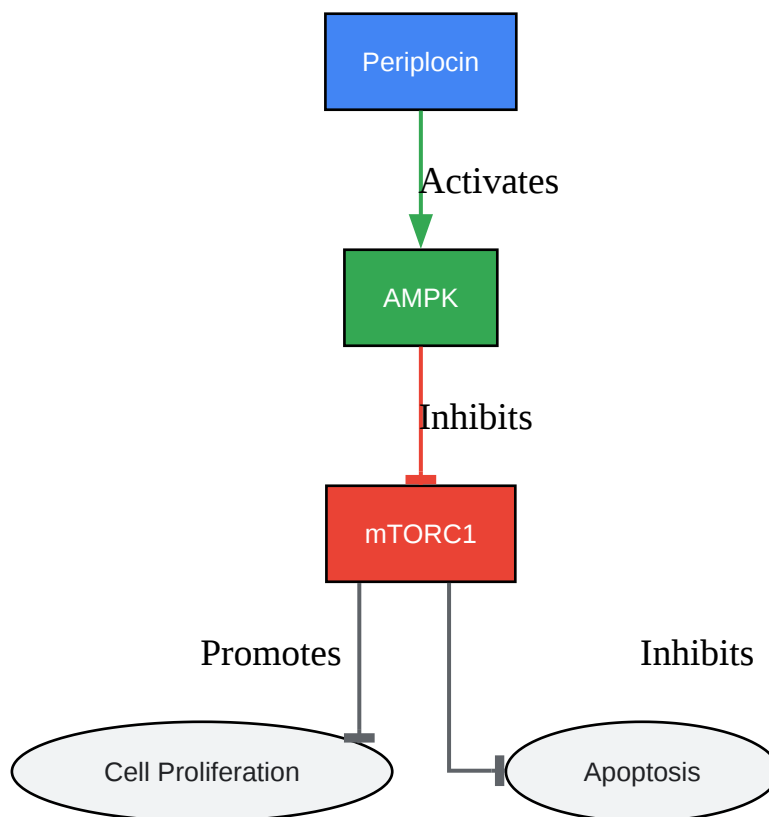 Periplocin
Activates
AMPK
Inhibits
mTORC1
Promotes
Inhibits
Cell Proliferation
Apoptosis